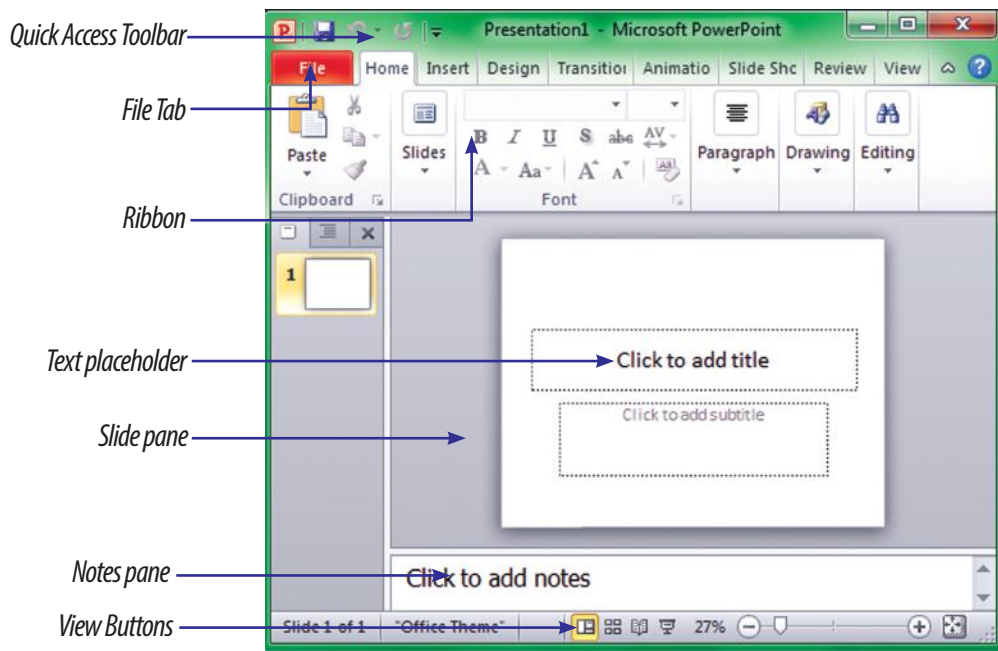 Quick Access Toolbar
Presentation1 - Microsoft PowerPoint
File Home Insert Design Transition Animatio Slide Shc Review View
File Tab
Paste
Slides
B I U S abc AV
A Aa A A
Paragraph Drawing Editing
Clipboard
Font
Ribbon
1
Text placeholder
Click to add title
Click to add subtitle
Slide pane
Notes pane
Click to add notes
View Buttons
Slide 1 of 1 "Office Theme" 27%